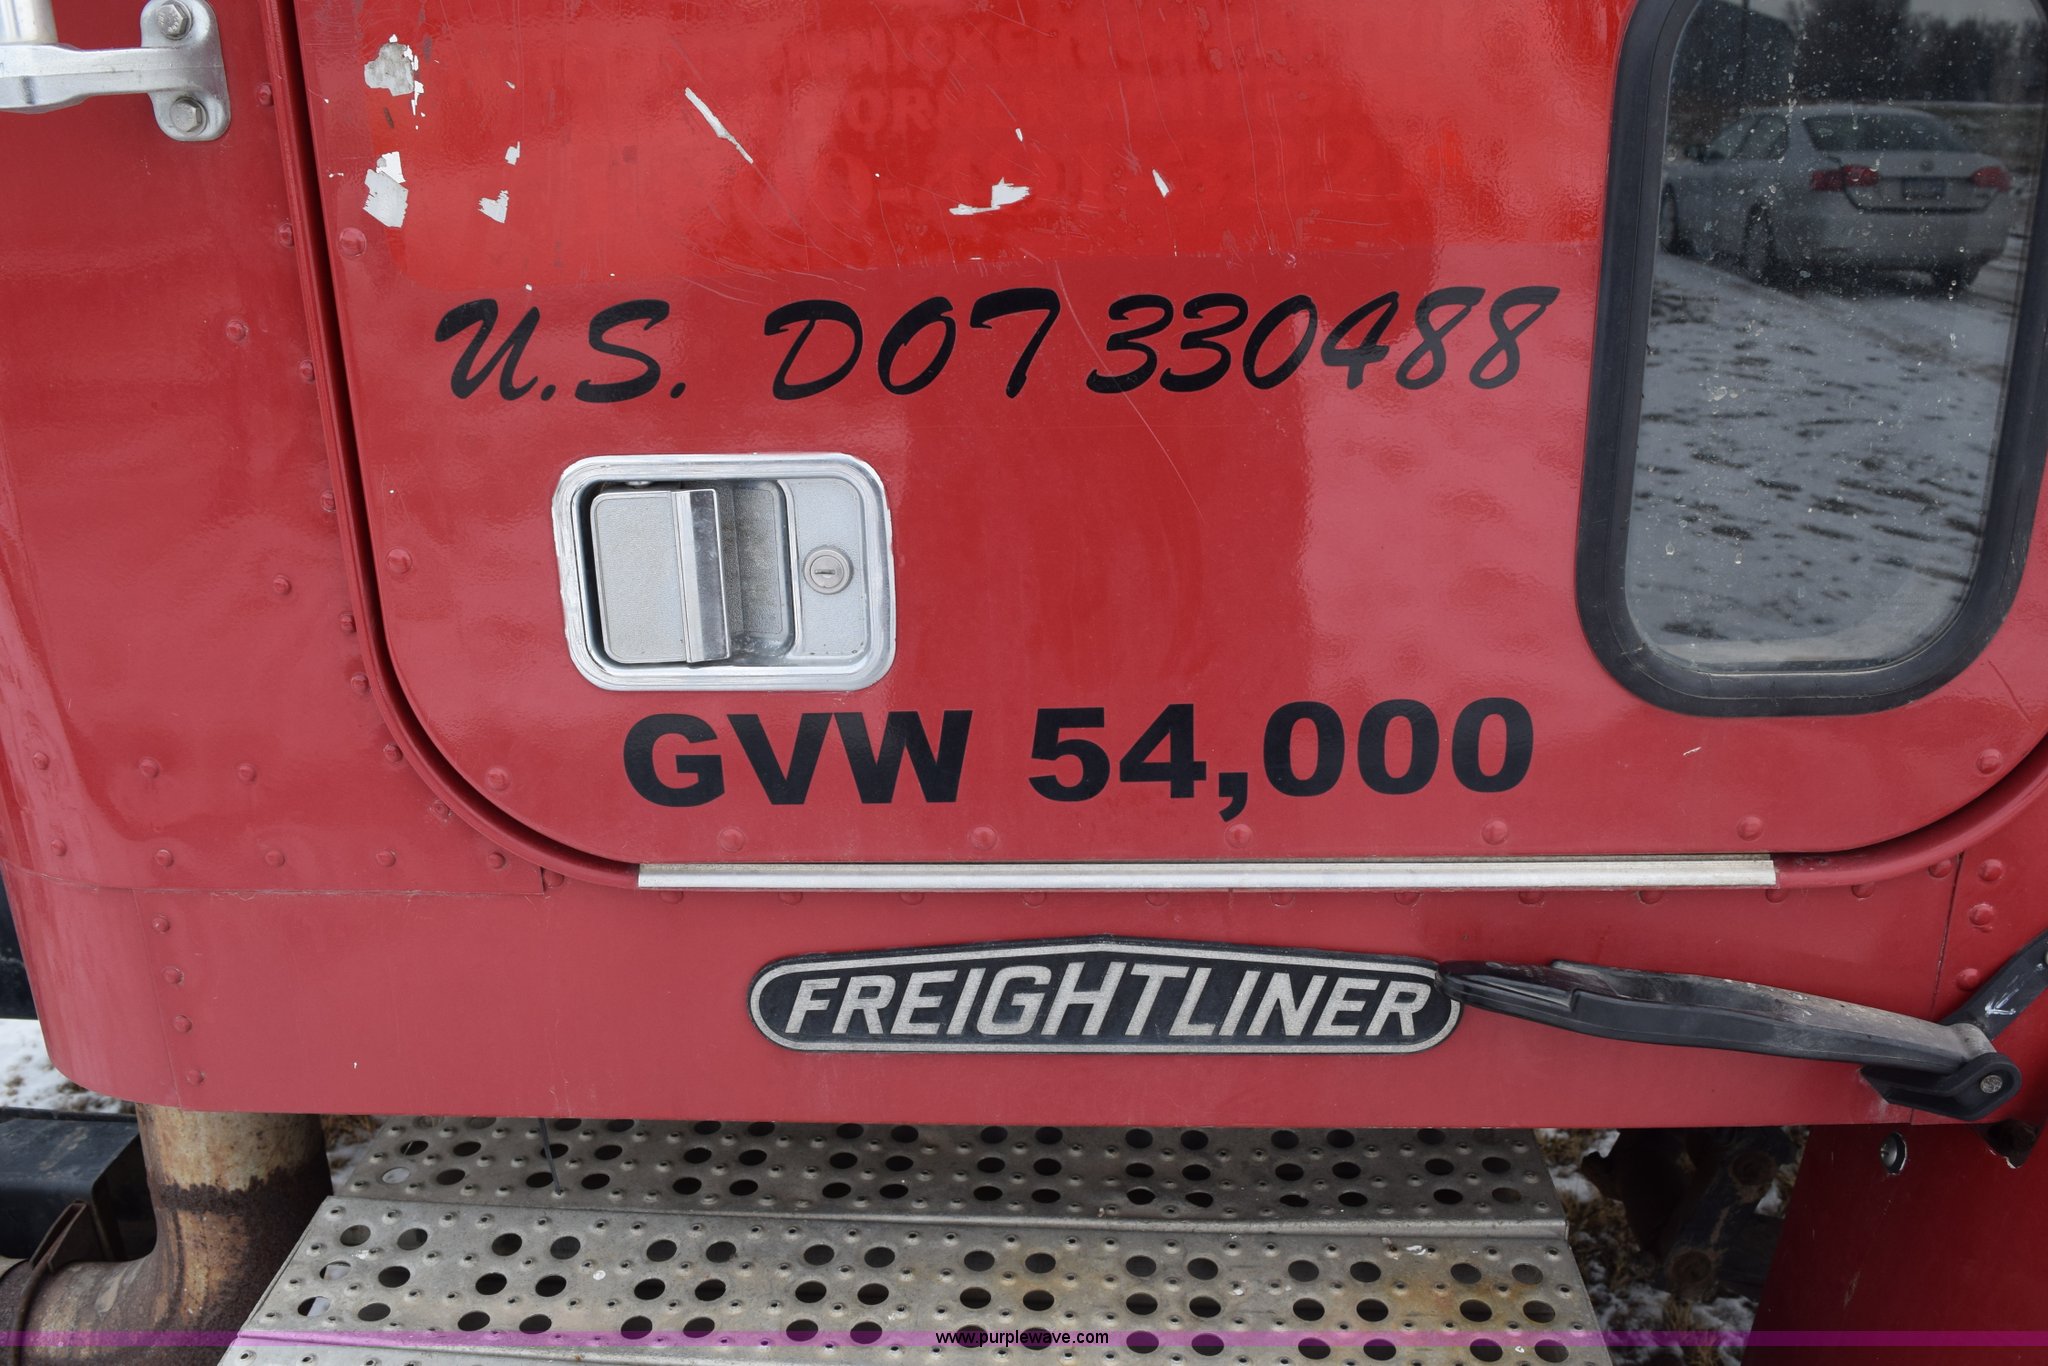 U.S. DOT 330488
GVW 54,000
FREIGHTLINER
www.purplewave.com